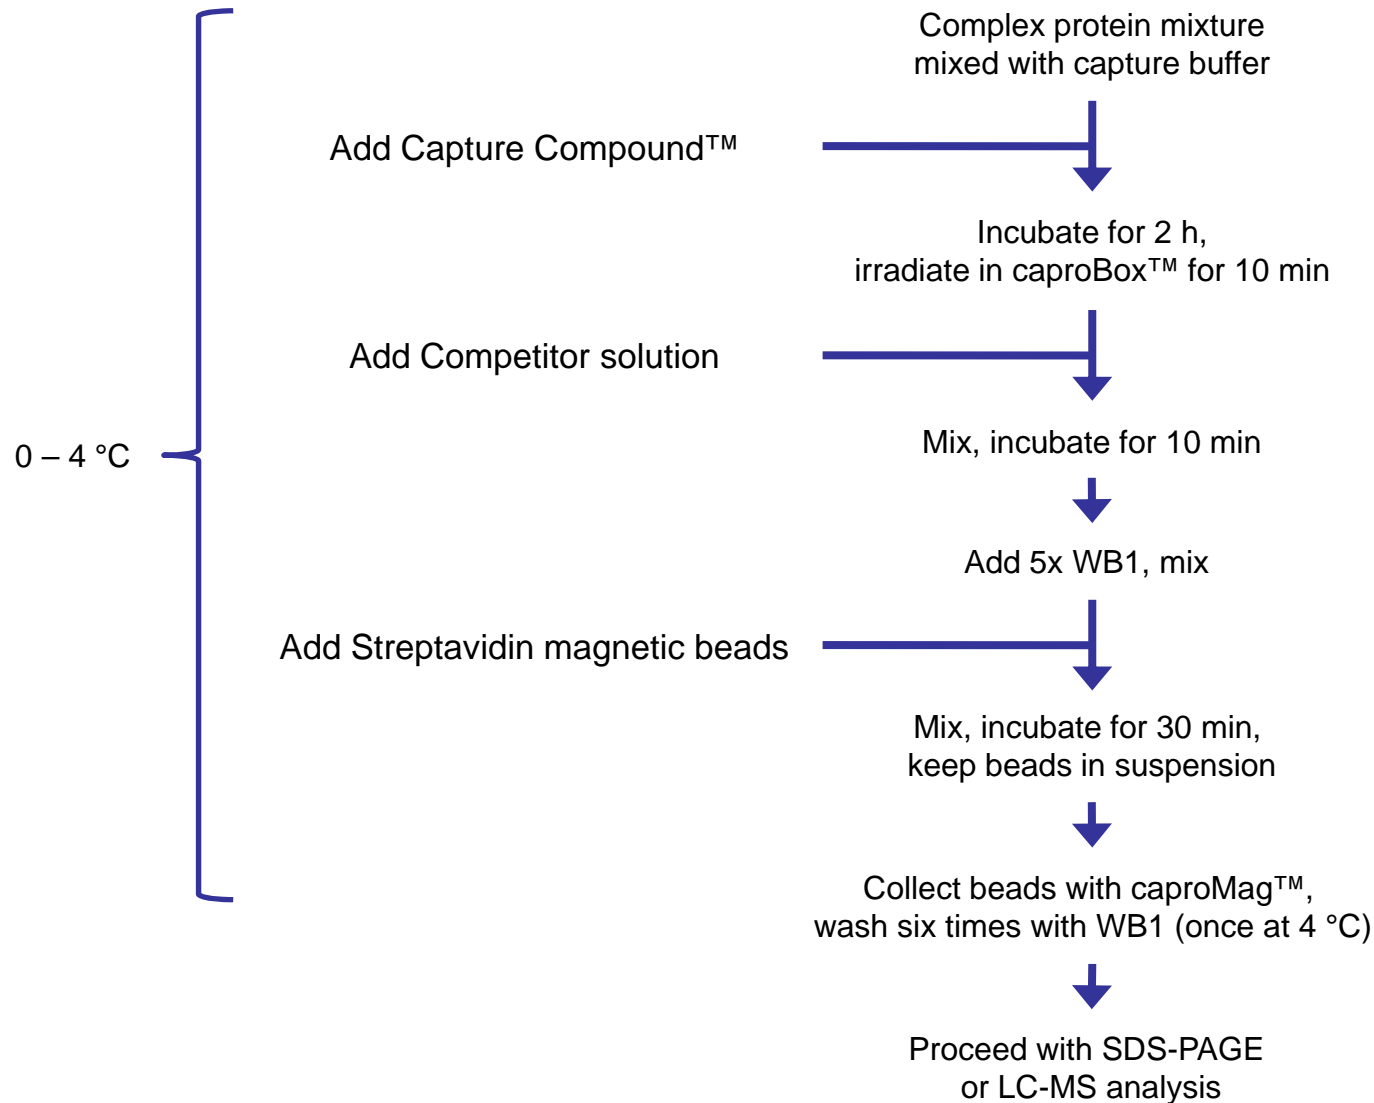 Complex protein mixture
mixed with capture buffer
Add Capture Compound™
Incubate for 2 h,
irradiate in caproBox™ for 10 min
Add Competitor solution
Mix, incubate for 10 min
0 – 4 °C
Add 5x WB1, mix
Add Streptavidin magnetic beads
Mix, incubate for 30 min,
keep beads in suspension
Collect beads with caproMag™,
wash six times with WB1 (once at 4 °C)
Proceed with SDS-PAGE
or LC-MS analysis